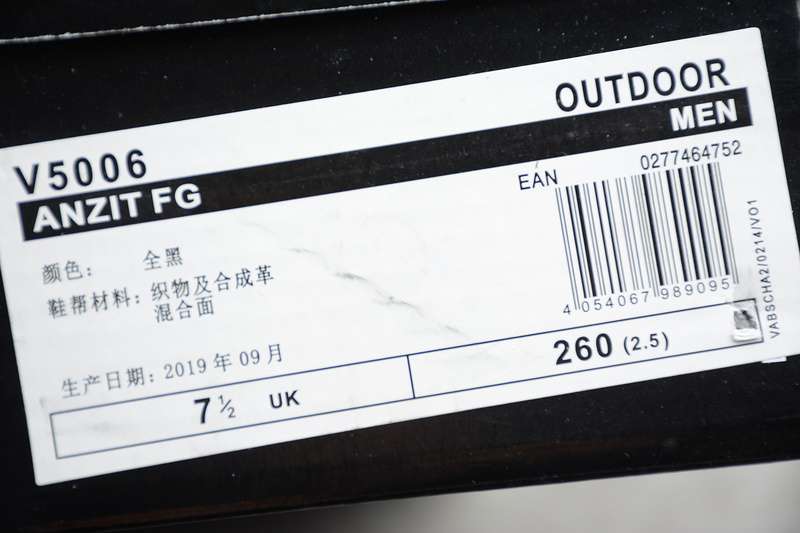 OUTDOOR
V5006
MEN
ANZIT FG
EAN 0277464752
颜色： 全黑
鞋帮材料：织物及合成革
混合面
4 054067 989095
VABSCHA2/0214/V01
生产日期：2019 年 09 月
7 ½ UK 260 (2.5)